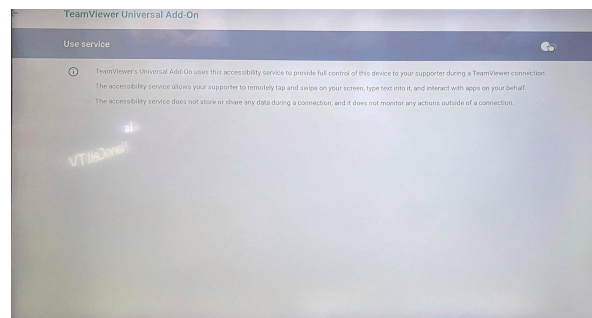 TeamViewer Universal Add-On
Use service
TeamViewer's Universal Add-On uses this accessibility service to provide full control of this device to your supporter during a TeamViewer connection.
The accessibility service allows your supporter to remotely tap and swipe on your screen, type text into it, and interact with apps on your behalf.
The accessibility service does not store or share any data during a connection, and it does not monitor any actions outside of a connection.
NanoCell TV